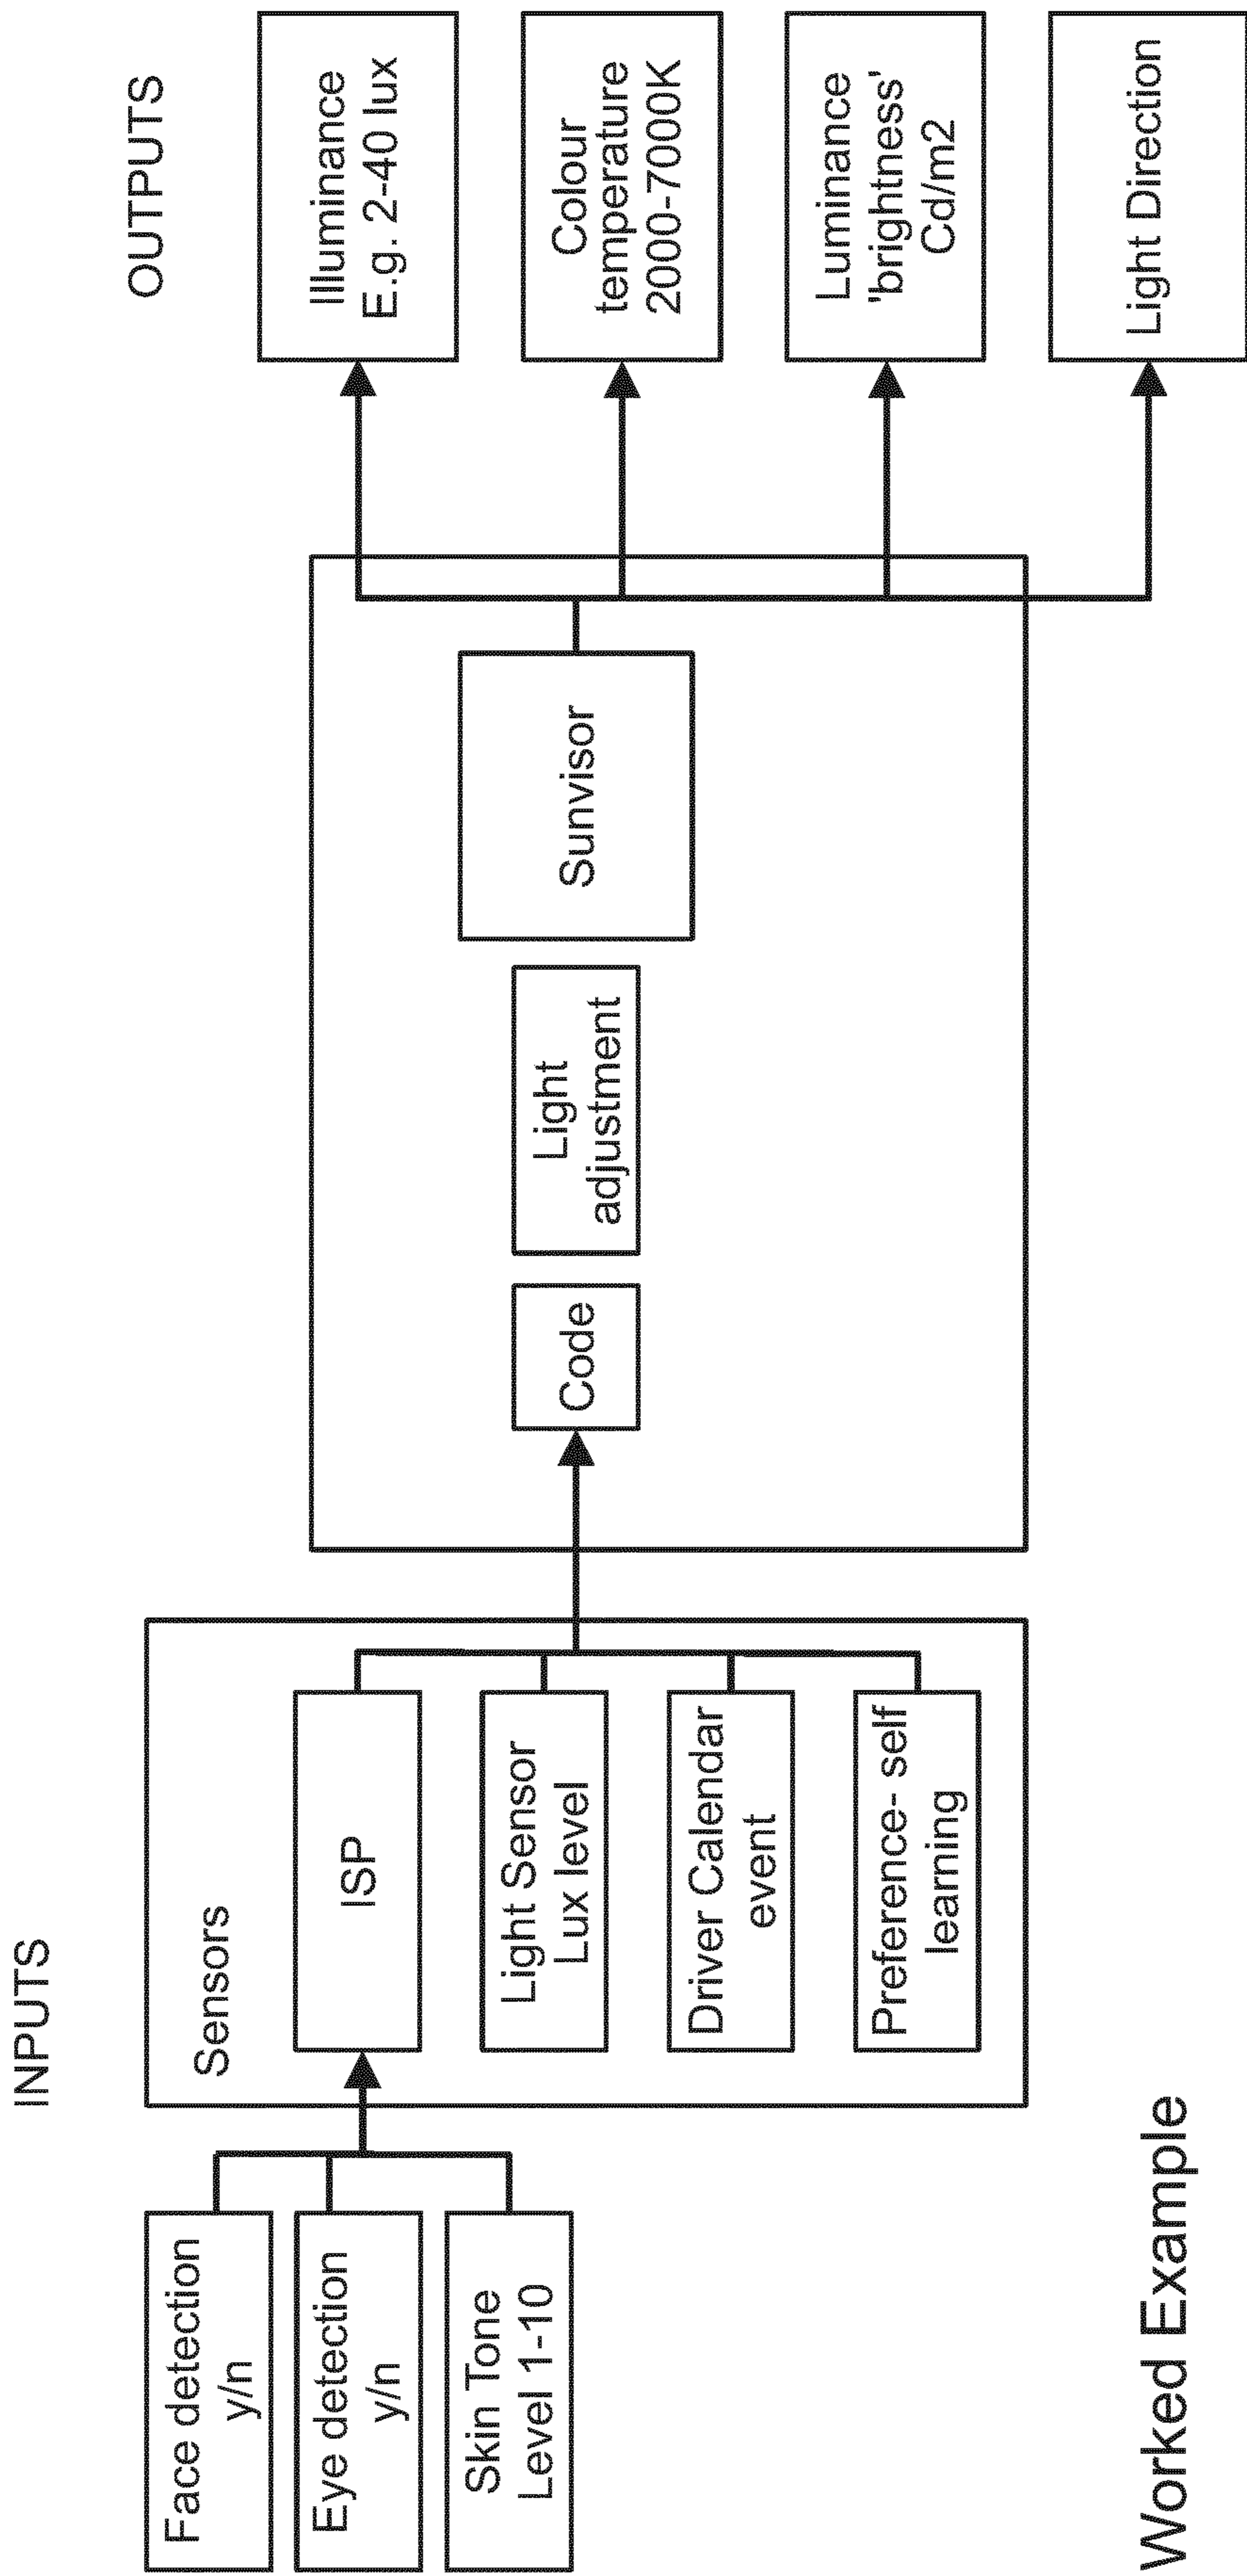 INPUTS
OUTPUTS
Face detection
y/n
Eye detection
y/n
Skin Tone
Level 1-10
Sensors
ISP
Light Sensor
Lux level
Driver Calendar
event
Preference- self
learning
Code
Light
adjustment
Sunvisor
Illuminance
E.g. 2-40 lux
Colour
temperature
2000-7000K
Luminance
'brightness'
Cd/m2
Light Direction
Worked Example